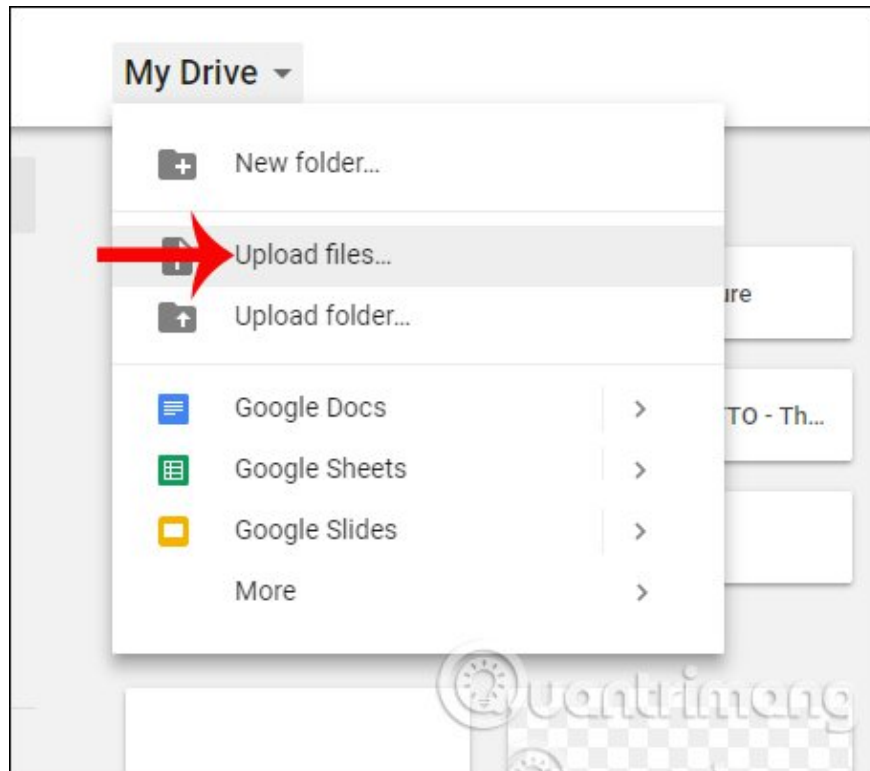 My Drive
New folder...
Upload files...
ure
Upload folder...
Google Docs
TO - Th...
Google Sheets
Google Slides
More
Quantrimang